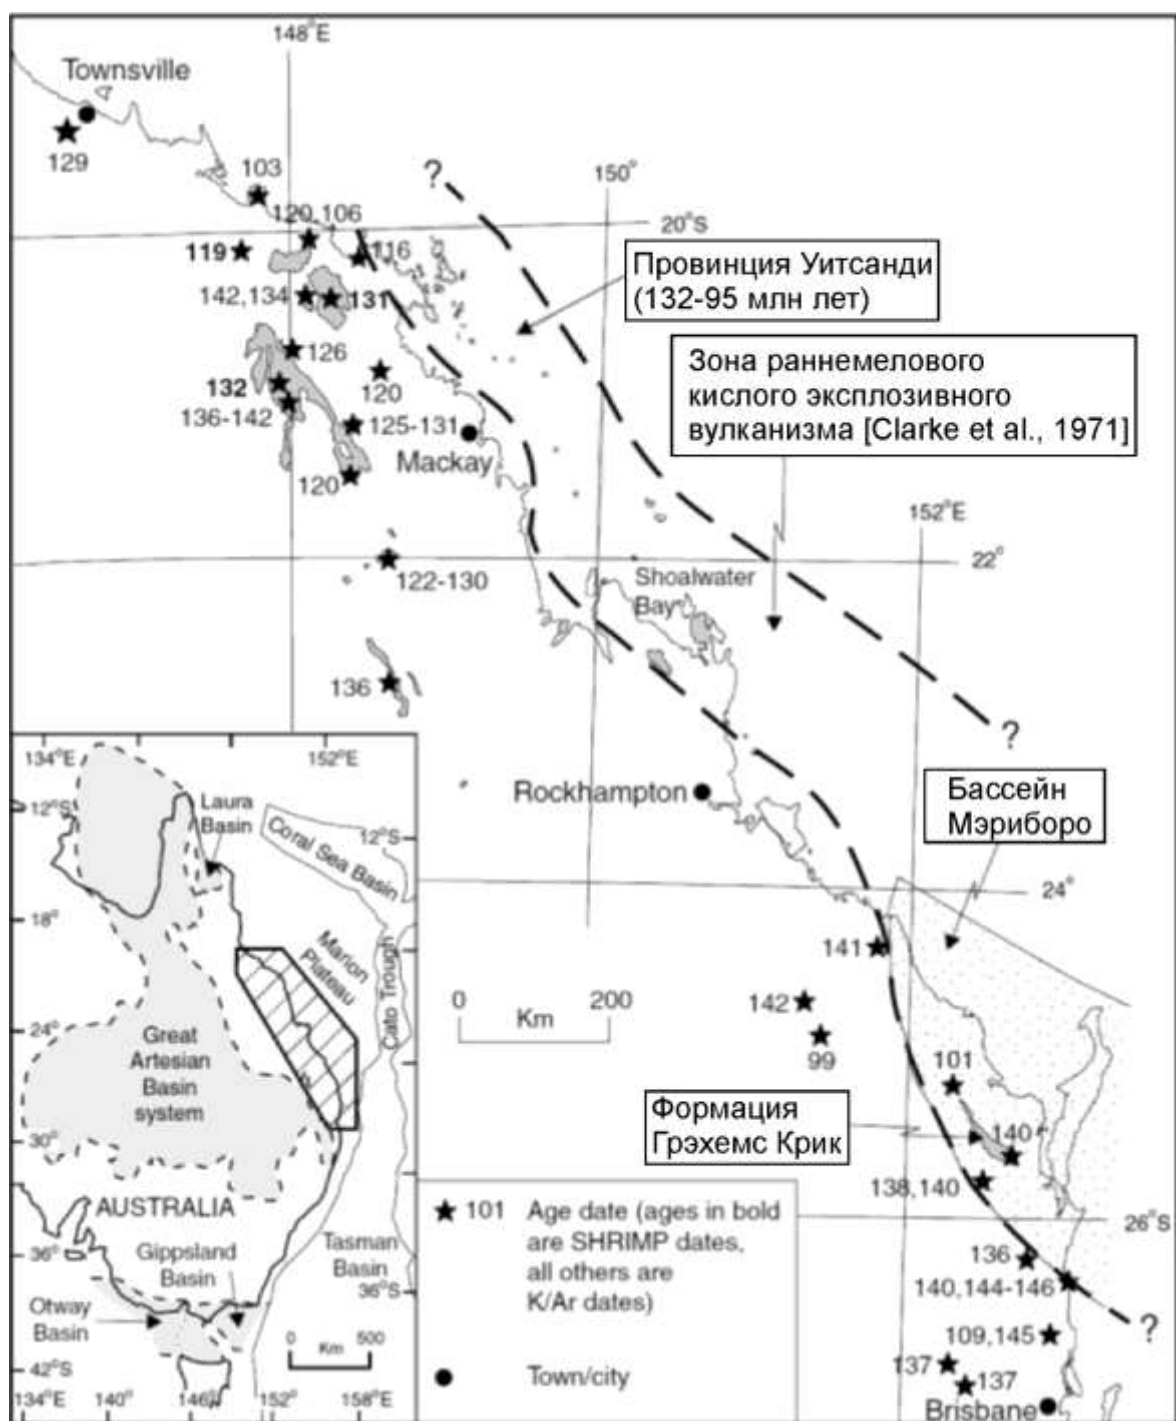 148°E
Townsville
129
103
150°
?
120,106
20°S
119
116
Провинция Уитсанди
(132-95 млн лет)
142,134
131
Зона раннемелового
кислого эксплозивного
вулканизма [Clarke et al., 1971]
126
132
120
136-142
125-131
Mackay
120
152°E
22°
122-130
Shoalwater
Bay
136
?
Rockhampton
Бассейн
Мэриборо
24°
141
0 200
Km
142
99
101
Формация
Грэхемс Крик
140
138,140
26°S
136
140,144-146
?
109,145
137
137
Brisbane
134°E
152°E
12°S
Laura
Basin
Coral Sea Basin
12°S
18°
Marion
Plateau
Cato Trough
24°
Great
Artesian
Basin
system
30°
AUSTRALIA
36°
Gippsland
Basin
Tasman
Basin
36°S
Otway
Basin
0 500
Km
42°S
134°E
140°
146°
152°
158°E
101 Age date (ages in bold
are SHRIMP dates,
all others are
K/Ar dates)
Town/city